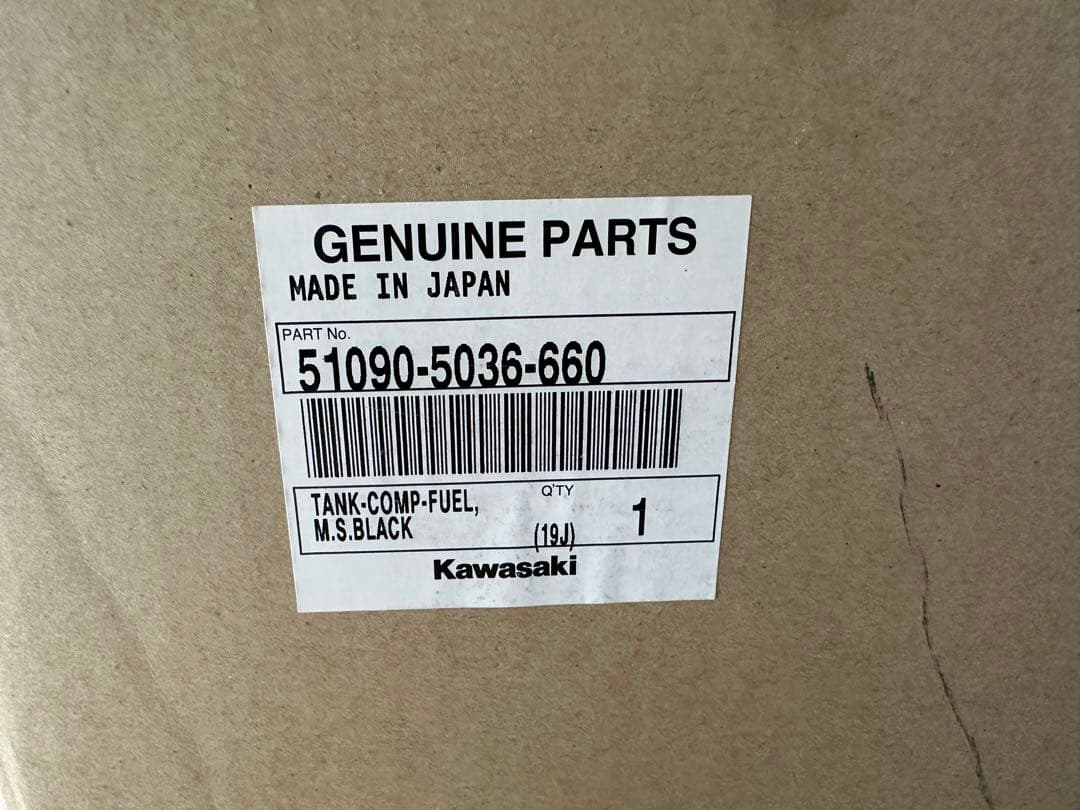 GENUINE PARTS
MADE IN JAPAN
PART No.
51090-5036-660
TANK-COMP-FUEL,
M.S.BLACK
Q'TY
(19J)
1
Kawasaki